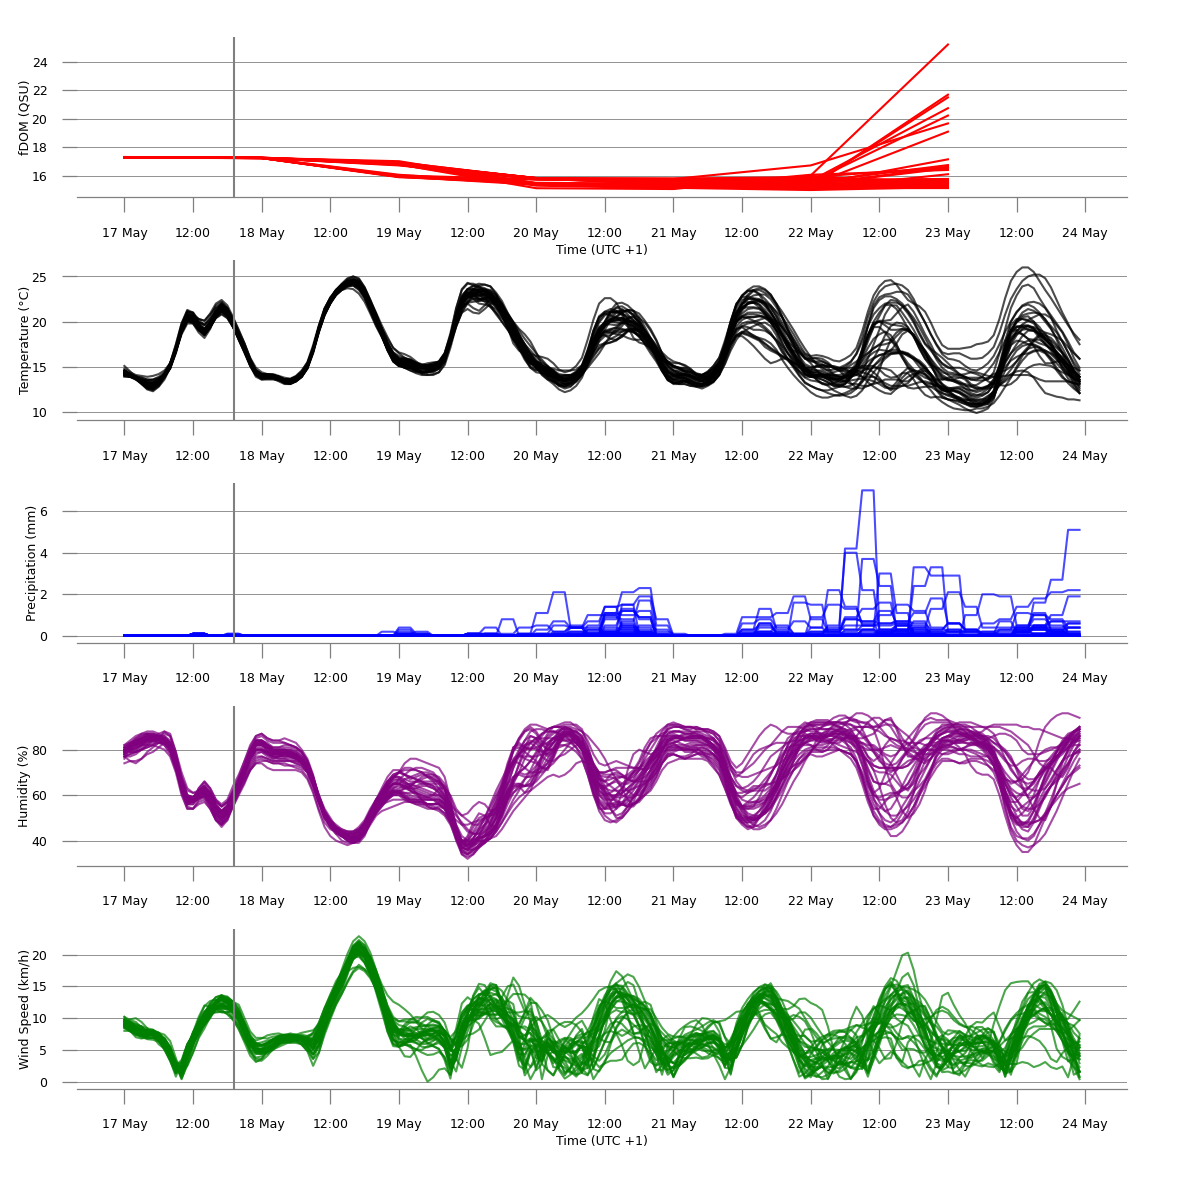 fDOM (QSU)
24
22
20
18
16
17 May 12:00 18 May 12:00 19 May 12:00 20 May 12:00 21 May 12:00 22 May 12:00 23 May 12:00 24 May
Time (UTC +1)
Temperature (°C)
25
20
15
10
17 May 12:00 18 May 12:00 19 May 12:00 20 May 12:00 21 May 12:00 22 May 12:00 23 May 12:00 24 May
Precipitation (mm)
6
4
2
0
17 May 12:00 18 May 12:00 19 May 12:00 20 May 12:00 21 May 12:00 22 May 12:00 23 May 12:00 24 May
Humidity (%)
80
60
40
17 May 12:00 18 May 12:00 19 May 12:00 20 May 12:00 21 May 12:00 22 May 12:00 23 May 12:00 24 May
Wind Speed (km/h)
20
15
10
5
0
17 May 12:00 18 May 12:00 19 May 12:00 20 May 12:00 21 May 12:00 22 May 12:00 23 May 12:00 24 May
Time (UTC +1)